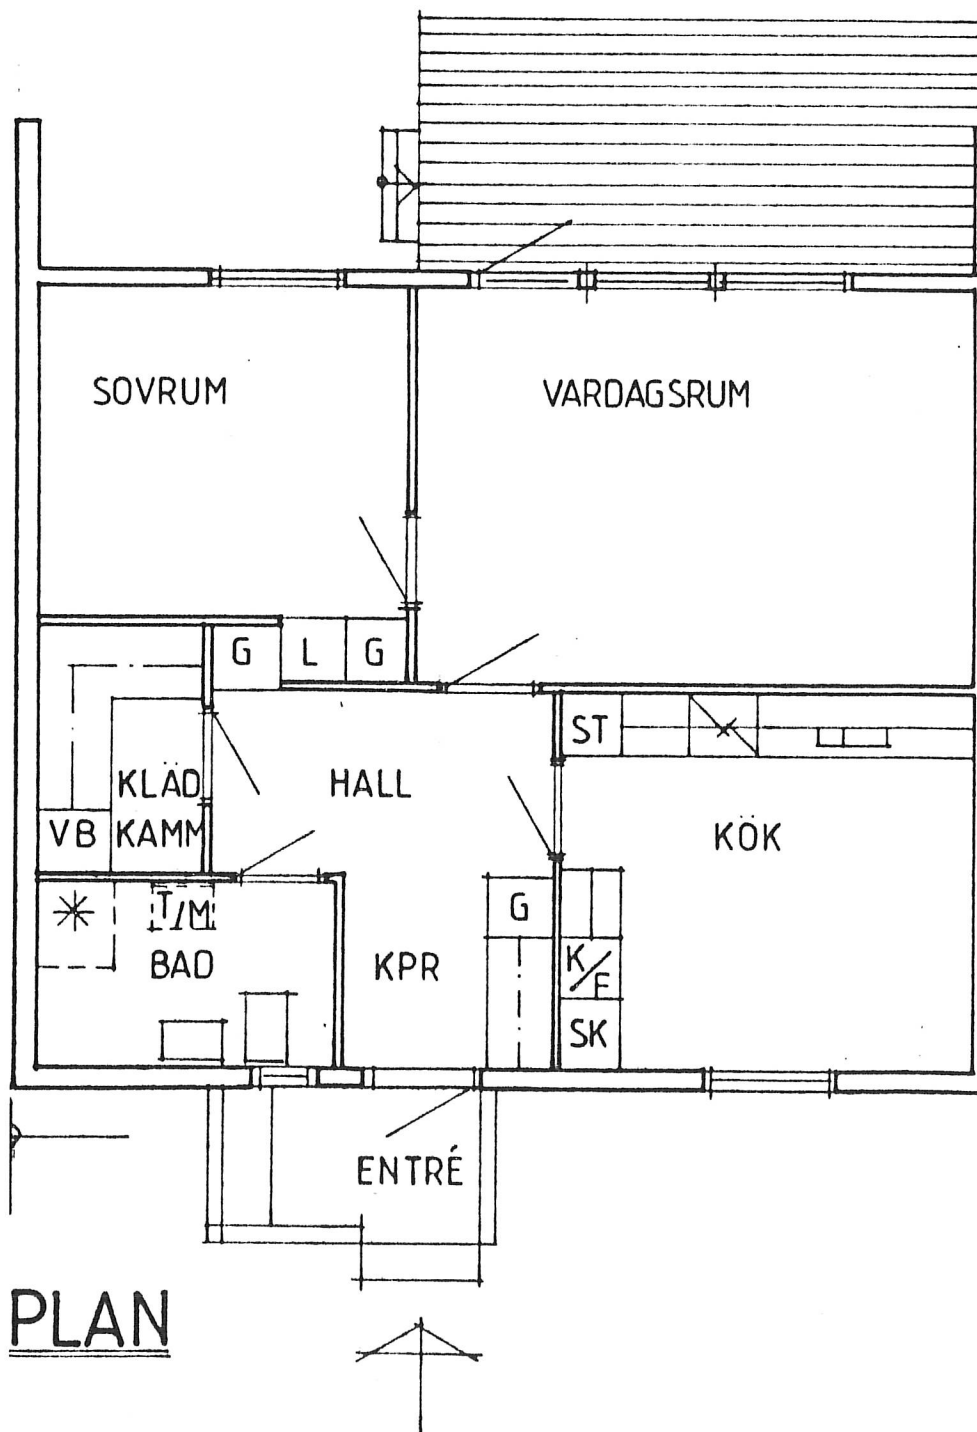 SOVRUM
VARDAGSRUM
G
L
G
ST
KLÄD
KAMM
VB
HALL
KÖK
T/M
BAD
G
KPR
K/F
SK
ENTRÉ
PLAN